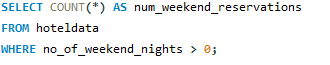 SELECT COUNT(*) AS num_weekend_reservations
FROM hoteldata
WHERE no_of_weekend_nights > 0;